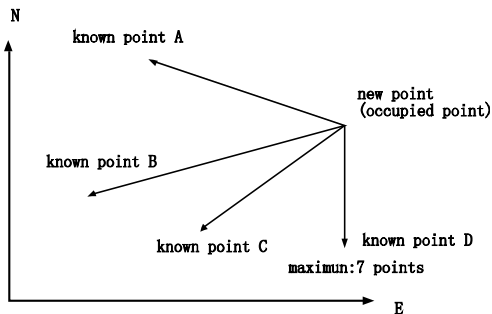 N
known point A
new point
(occupied point)
known point B
known point C
known point D
maximun:7 points
E